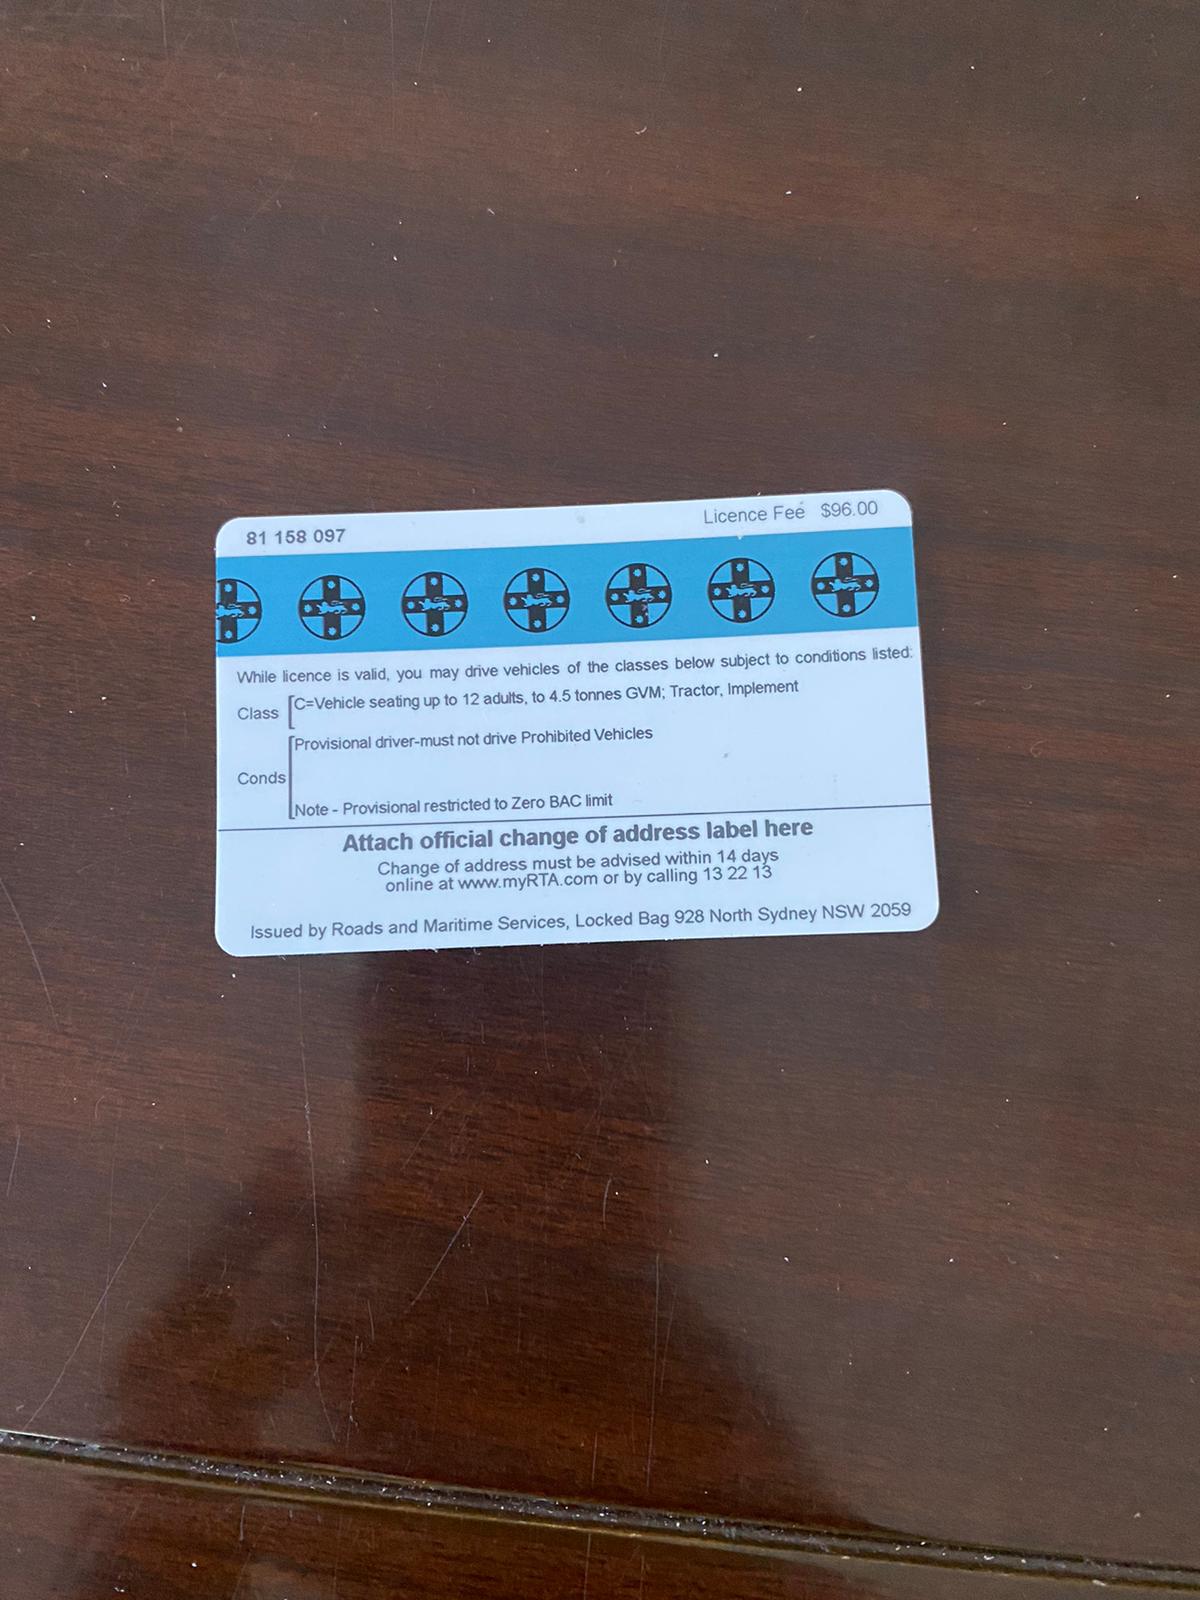 81 158 097 Licence Fee $96.00
While licence is valid, you may drive vehicles of the classes below subject to conditions listed:
Class C=Vehicle seating up to 12 adults, to 4.5 tonnes GVM; Tractor, Implement
Provisional driver-must not drive Prohibited Vehicles
Conds
Note - Provisional restricted to Zero BAC limit
Attach official change of address label here
Change of address must be advised within 14 days
online at www.myRTA.com or by calling 13 22 13
Issued by Roads and Maritime Services, Locked Bag 928 North Sydney NSW 2059